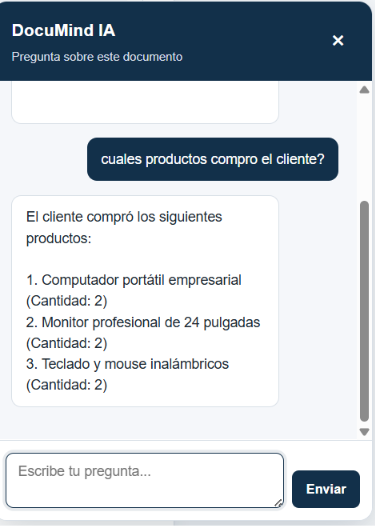 DocuMind IA
Pregunta sobre este documento
×
cuales productos compro el cliente?
El cliente compró los siguientes
productos:
1. Computador portátil empresarial
(Cantidad: 2)
2. Monitor profesional de 24 pulgadas
(Cantidad: 2)
3. Teclado y mouse inalámbricos
(Cantidad: 2)
Escribe tu pregunta...
Enviar